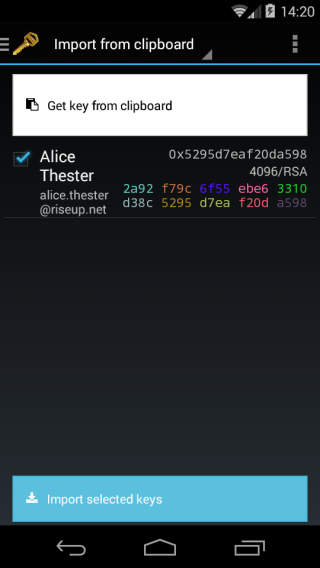 14:20
Import from clipboard
Get key from clipboard
Alice
Thester
alice.thester
@riseup.net
0x5295d7eaf20da598
4096/RSA
2a92 f79c 6f55 ebe6 3310
d38c 5295 d7ea f20d a598
Import selected keys